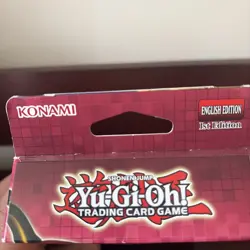 KONAMI
ENGLISH EDITION
1st Edition
SHONEN JUMP
Yu-Gi-Oh!
TRADING CARD GAME